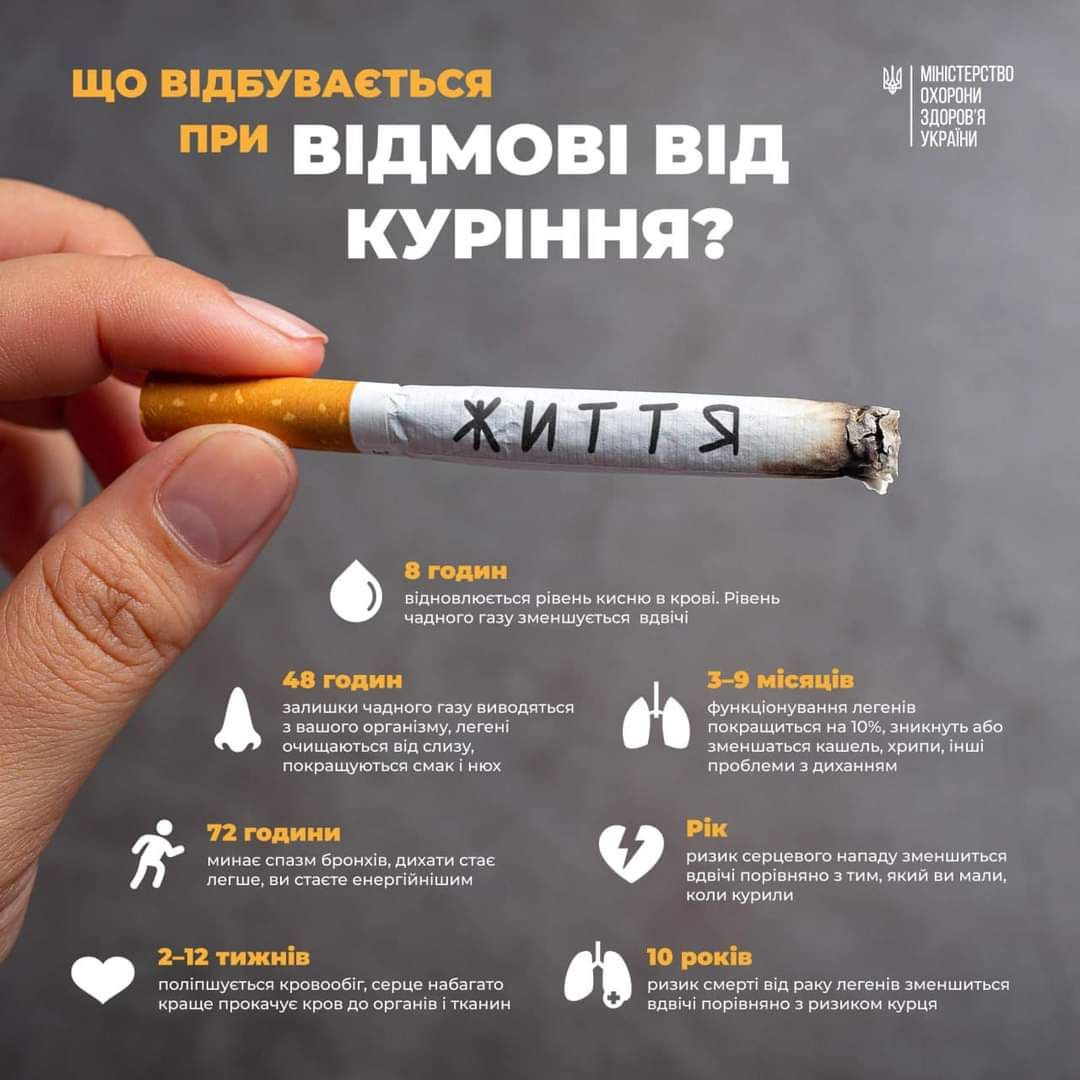 ЩО ВІДБУВАЄТЬСЯ
ПРИ ВІДМОВІ ВІД
КУРІННЯ?
МІНІСТЕРСТВО
ОХОРОНИ
ЗДОРОВ'Я
УКРАЇНИ
ЖИТТЯ
8 годин
відновлюється рівень кисню в крові. Рівень
чадного газу зменшується вдвічі
48 годин
залишки чадного газу виводяться
з вашого організму, легені
очищаються від слизу,
покращуються смак і нюх
3–9 місяців
функціонування легенів
покращиться на 10%, зникнуть або
зменшаться кашель, хрипи, інші
проблеми з диханням
72 години
минає спазм бронхів, дихати стає
легше, ви стаєте енергійнішим
Рік
ризик серцевого нападу зменшиться
вдвічі порівняно з тим, який ви мали,
коли курили
2–12 тижнів
поліпшується кровообіг, серце набагато
краще прокачує кров до органів і тканин
10 років
ризик смерті від раку легенів зменшиться
вдвічі порівняно з ризиком курця